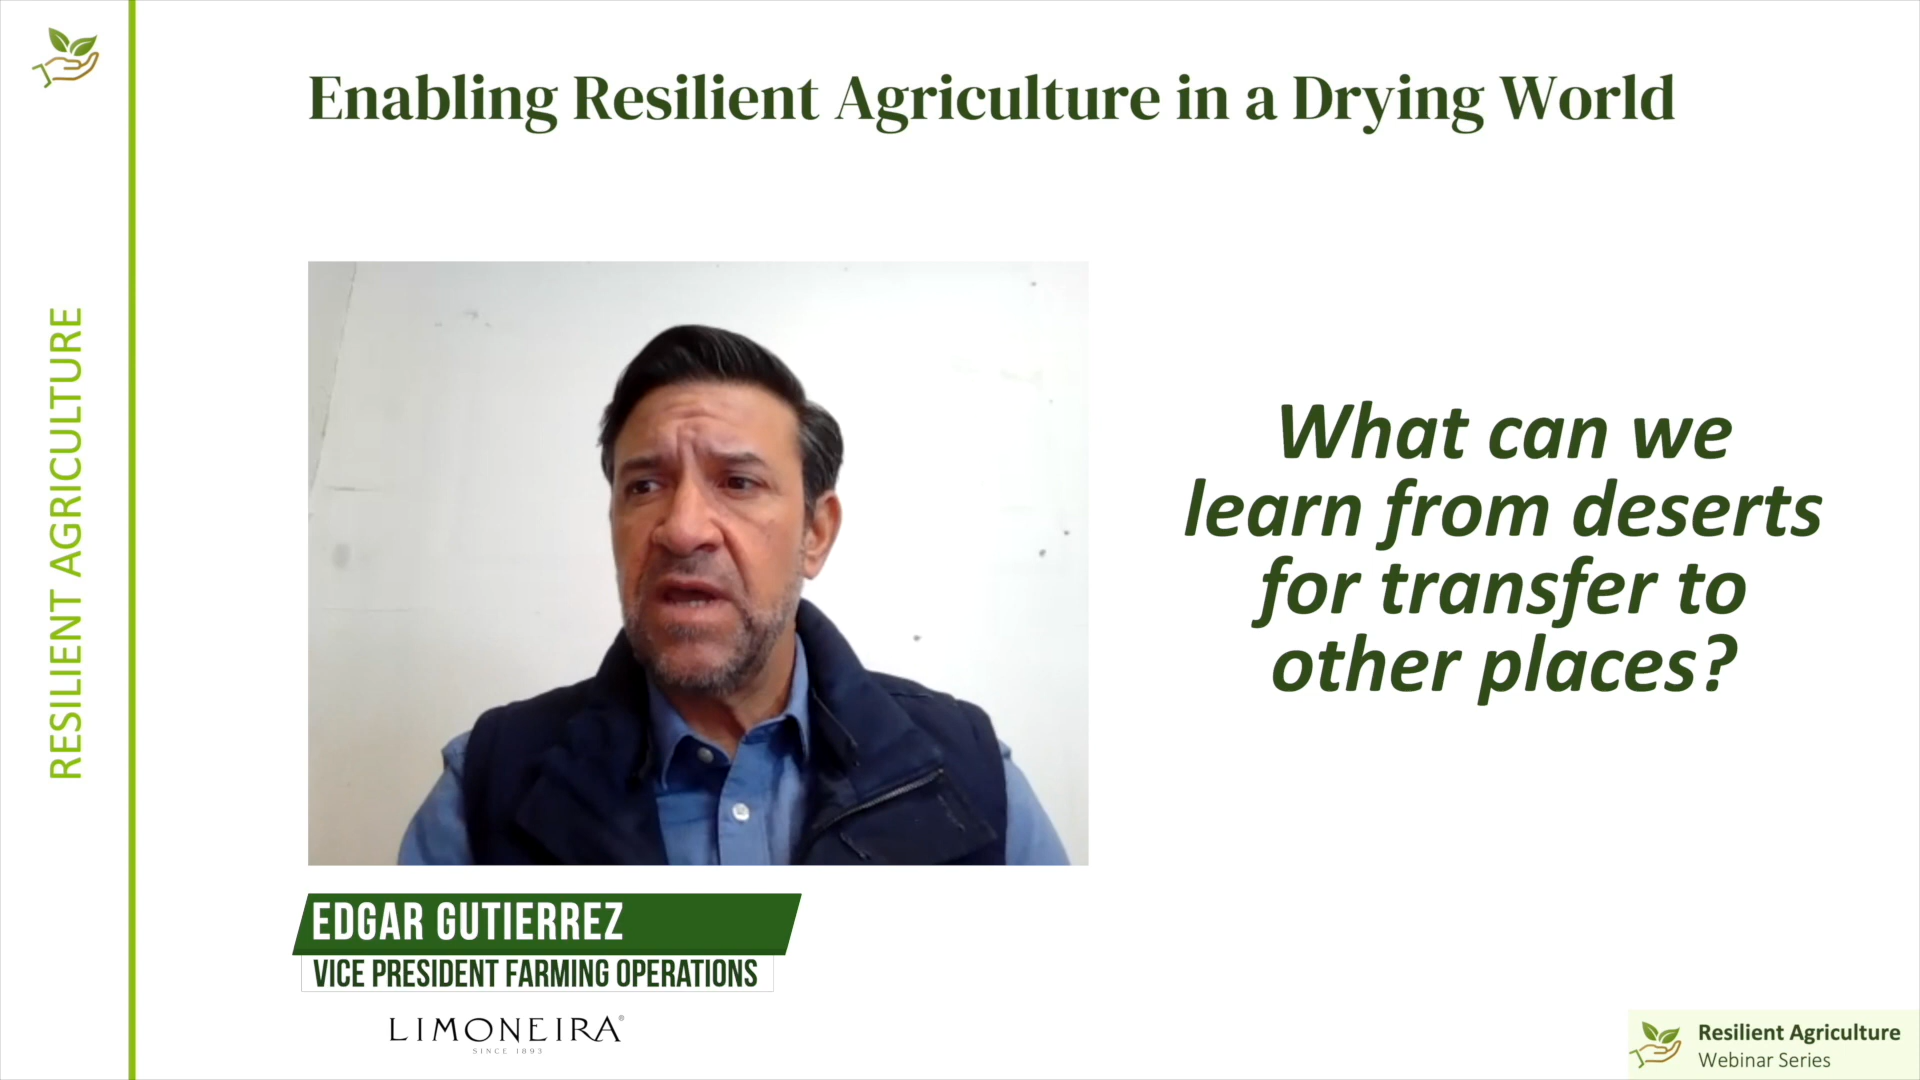 Enabling Resilient Agriculture in a Drying World
RESILIENT AGRICULTURE
What can we
learn from deserts
for transfer to
other places?
EDGAR GUTIERREZ
VICE PRESIDENT FARMING OPERATIONS
LIMONEIRA®
SINCE 1893
Resilient Agriculture
Webinar Series